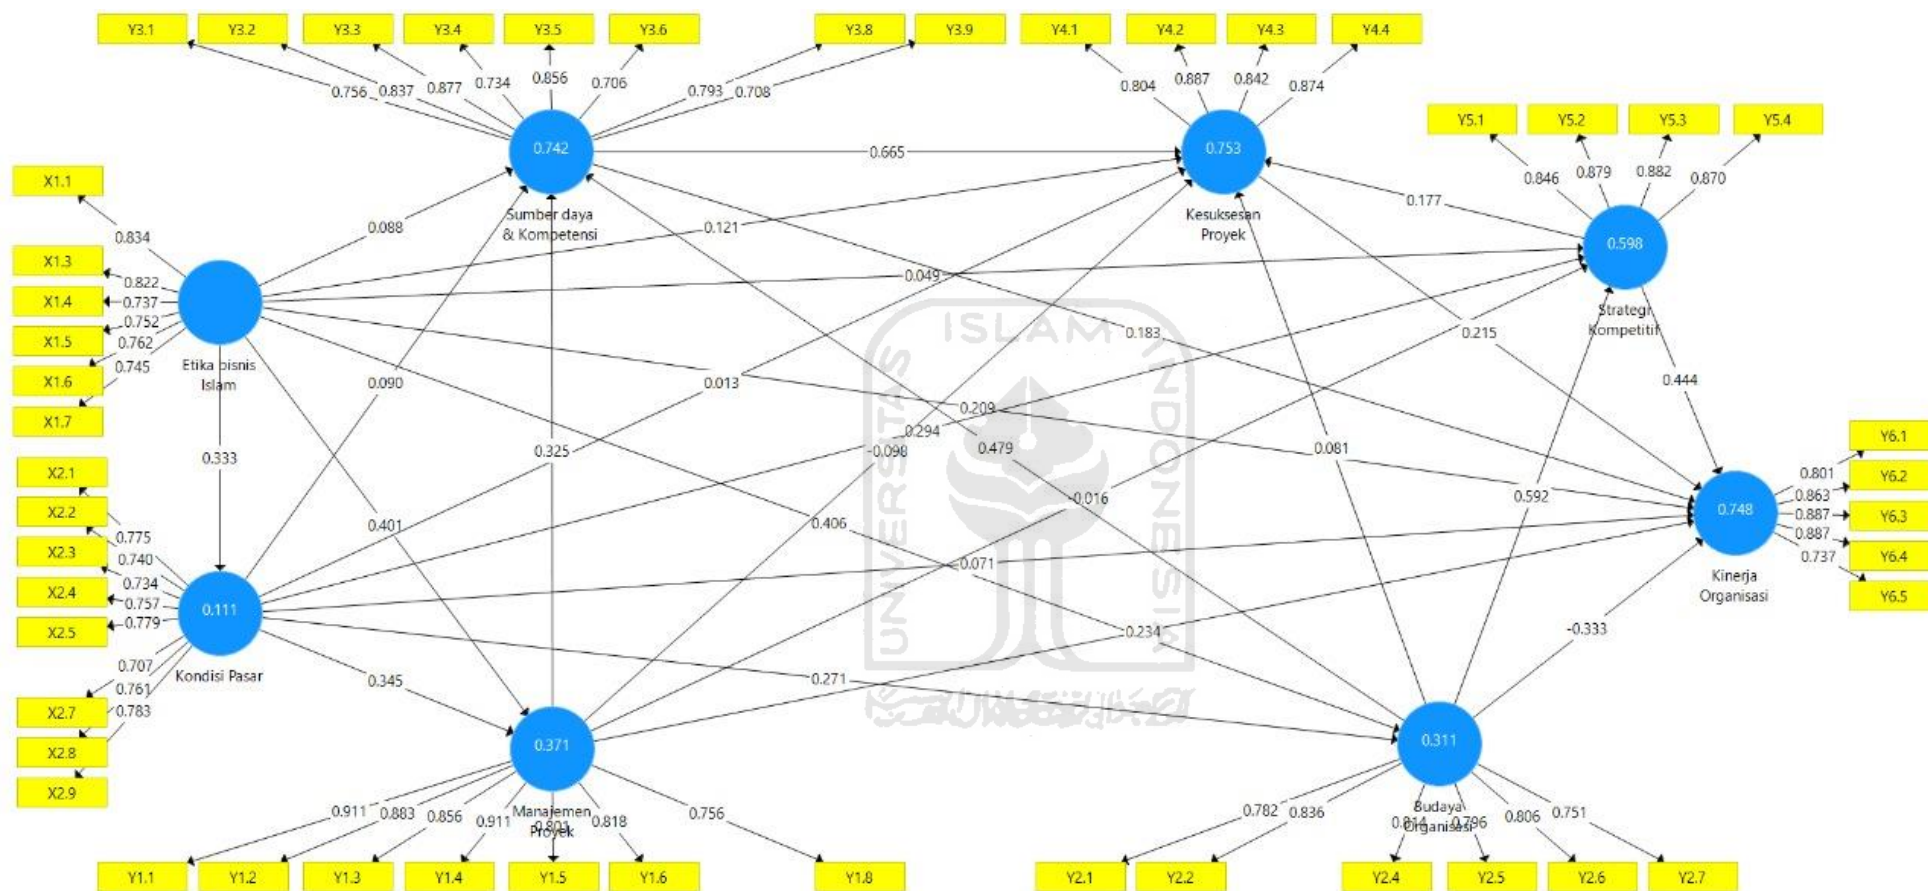 Y3.1 Y3.2 Y3.3 Y3.4 Y3.5 Y3.6 Y3.8 Y3.9 Y4.1 Y4.2 Y4.3 Y4.4
0.756 0.837 0.877 0.734 0.856 0.706 0.793 0.708 0.804 0.887 0.842 0.874
Y5.1 Y5.2 Y5.3 Y5.4
0.846 0.879 0.882 0.870
0.742
Sumber daya
& Kompetensi
0.753
Kesuksesan
Proyek
0.598
Strategi
Kompetitif
0.665
0.177
0.088
0.121
0.049
X1.1
X1.3
X1.4
X1.5
X1.6
X1.7
0.834
0.822
0.737
0.752
0.762
0.745
Etika bisnis
Islam
0.183
0.215
0.444
0.090
0.013
0.209
0.294
-0.098
0.325
0.479
0.081
0.333
0.401
0.406
-0.016
0.592
0.071
0.234
-0.333
0.271
0.345
X2.1
X2.2
X2.3
X2.4
X2.5
X2.7
X2.8
X2.9
0.775
0.740
0.734
0.757
0.779
0.707
0.761
0.783
0.111
Kondisi Pasar
0.748
Kinerja
Organisasi
0.801
0.863
0.887
0.887
0.737
Y6.1
Y6.2
Y6.3
Y6.4
Y6.5
UNIVERSITAS
ISLAM
INDONESIA
0.371
Manajemen
Proyek
0.311
Budaya
Organisasi
0.911 0.883 0.856 0.911 0.818 0.756
0.782 0.836 0.814 0.796 0.806 0.751
Y1.1 Y1.2 Y1.3 Y1.4 Y1.5 Y1.6 Y1.8 Y2.1 Y2.2 Y2.4 Y2.5 Y2.6 Y2.7